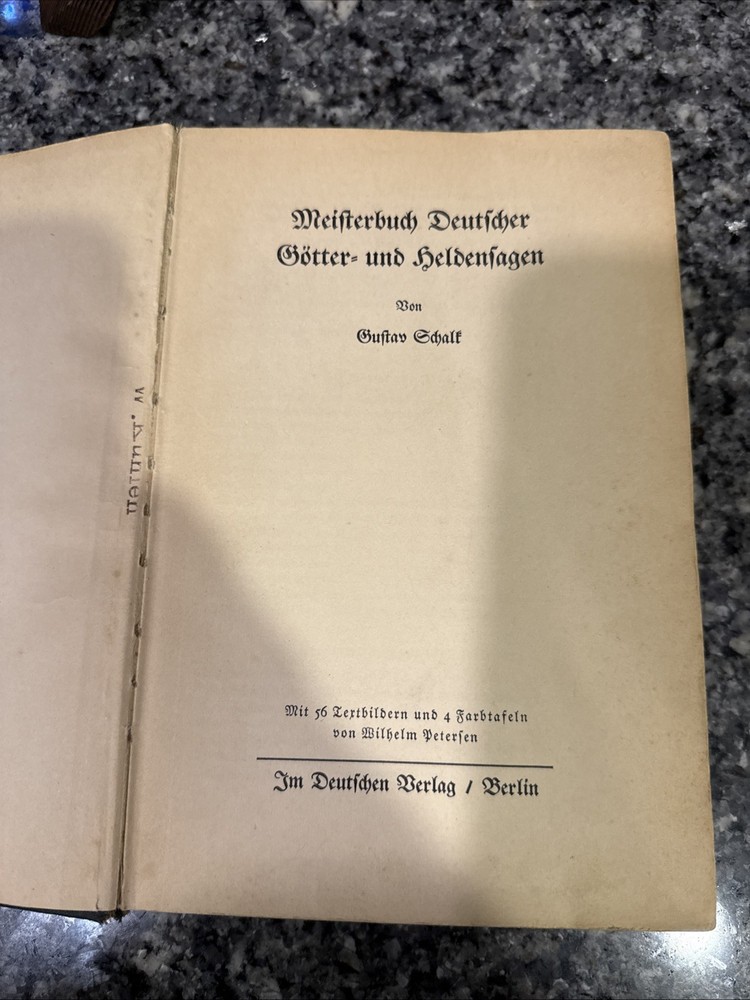 Meisterbuch Deutscher
Götter- und Heldensagen
Von
Gustav Schalk
Mit 56 Textbildern und 4 Farbtafeln
von Wilhelm Petersen
Im Deutschen Verlag / Berlin